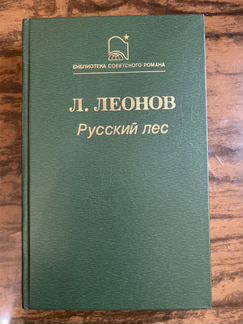 БИБЛИОТЕКА СОВЕТСКОГО РОМАНА
Л. ЛЕОНОВ
Русский лес